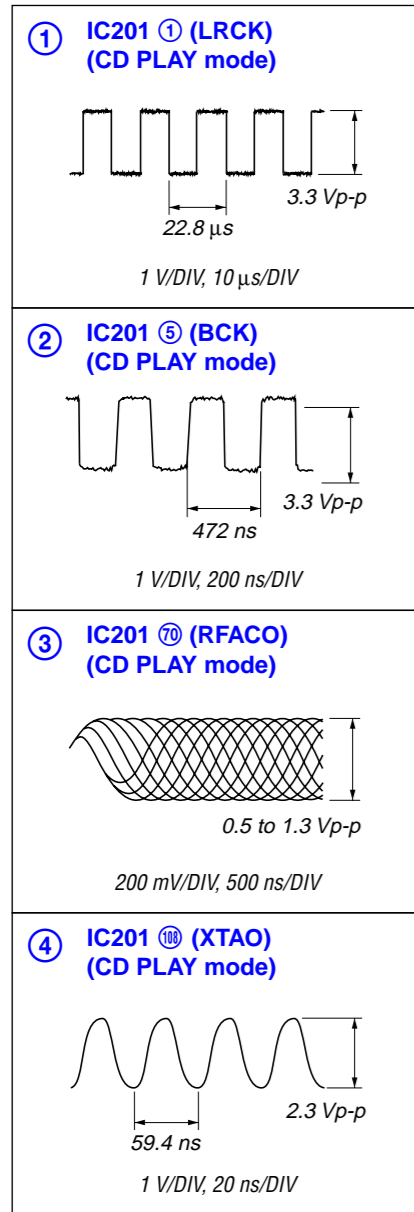 ① IC201 ① (LRCK)
(CD PLAY mode)
3.3 Vp-p
22.8 µs
1 V/DIV, 10 µs/DIV
② IC201 ⑤ (BCK)
(CD PLAY mode)
3.3 Vp-p
472 ns
1 V/DIV, 200 ns/DIV
③ IC201 70 (RFACO)
(CD PLAY mode)
0.5 to 1.3 Vp-p
200 mV/DIV, 500 ns/DIV
④ IC201 108 (XTAO)
(CD PLAY mode)
2.3 Vp-p
59.4 ns
1 V/DIV, 20 ns/DIV